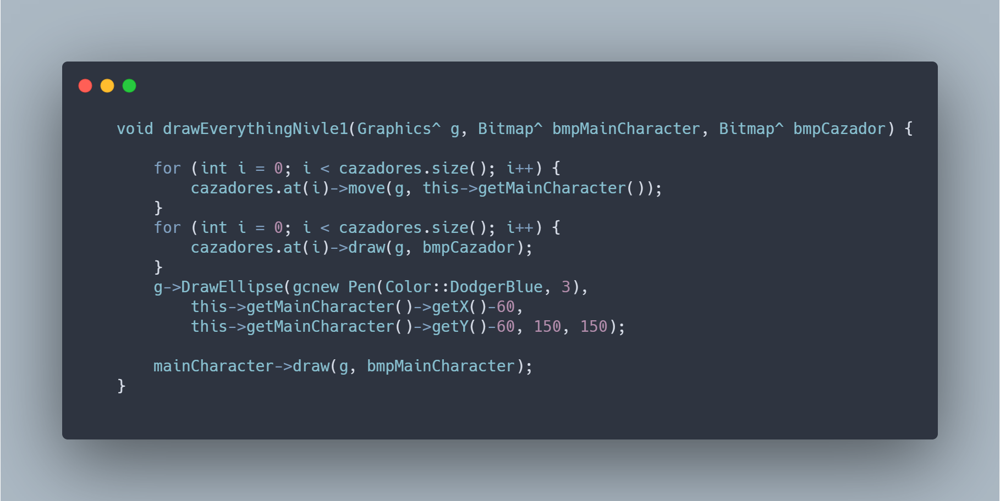 void drawEverythingNivle1(Graphics^ g, Bitmap^ bmpMainCharacter, Bitmap^ bmpCazador) {
for (int i = 0; i < cazadores.size(); i++) {
cazadores.at(i)->move(g, this->getMainCharacter());
}
for (int i = 0; i < cazadores.size(); i++) {
cazadores.at(i)->draw(g, bmpCazador);
}
g->DrawEllipse(gcnew Pen(Color::DodgerBlue, 3),
this->getMainCharacter()->getX()-60,
this->getMainCharacter()->getY()-60, 150, 150);
mainCharacter->draw(g, bmpMainCharacter);
}